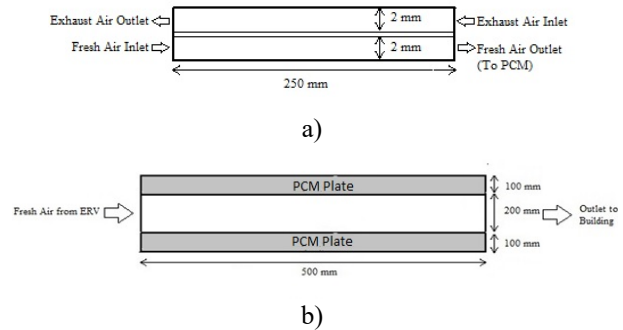 Exhaust Air Outlet
2 mm
Exhaust Air Inlet
Fresh Air Inlet
2 mm
Fresh Air Outlet
(To PCM)
250 mm
a)
PCM Plate
100 mm
Fresh Air from ERV
200 mm
Outlet to
Building
PCM Plate
100 mm
500 mm
b)